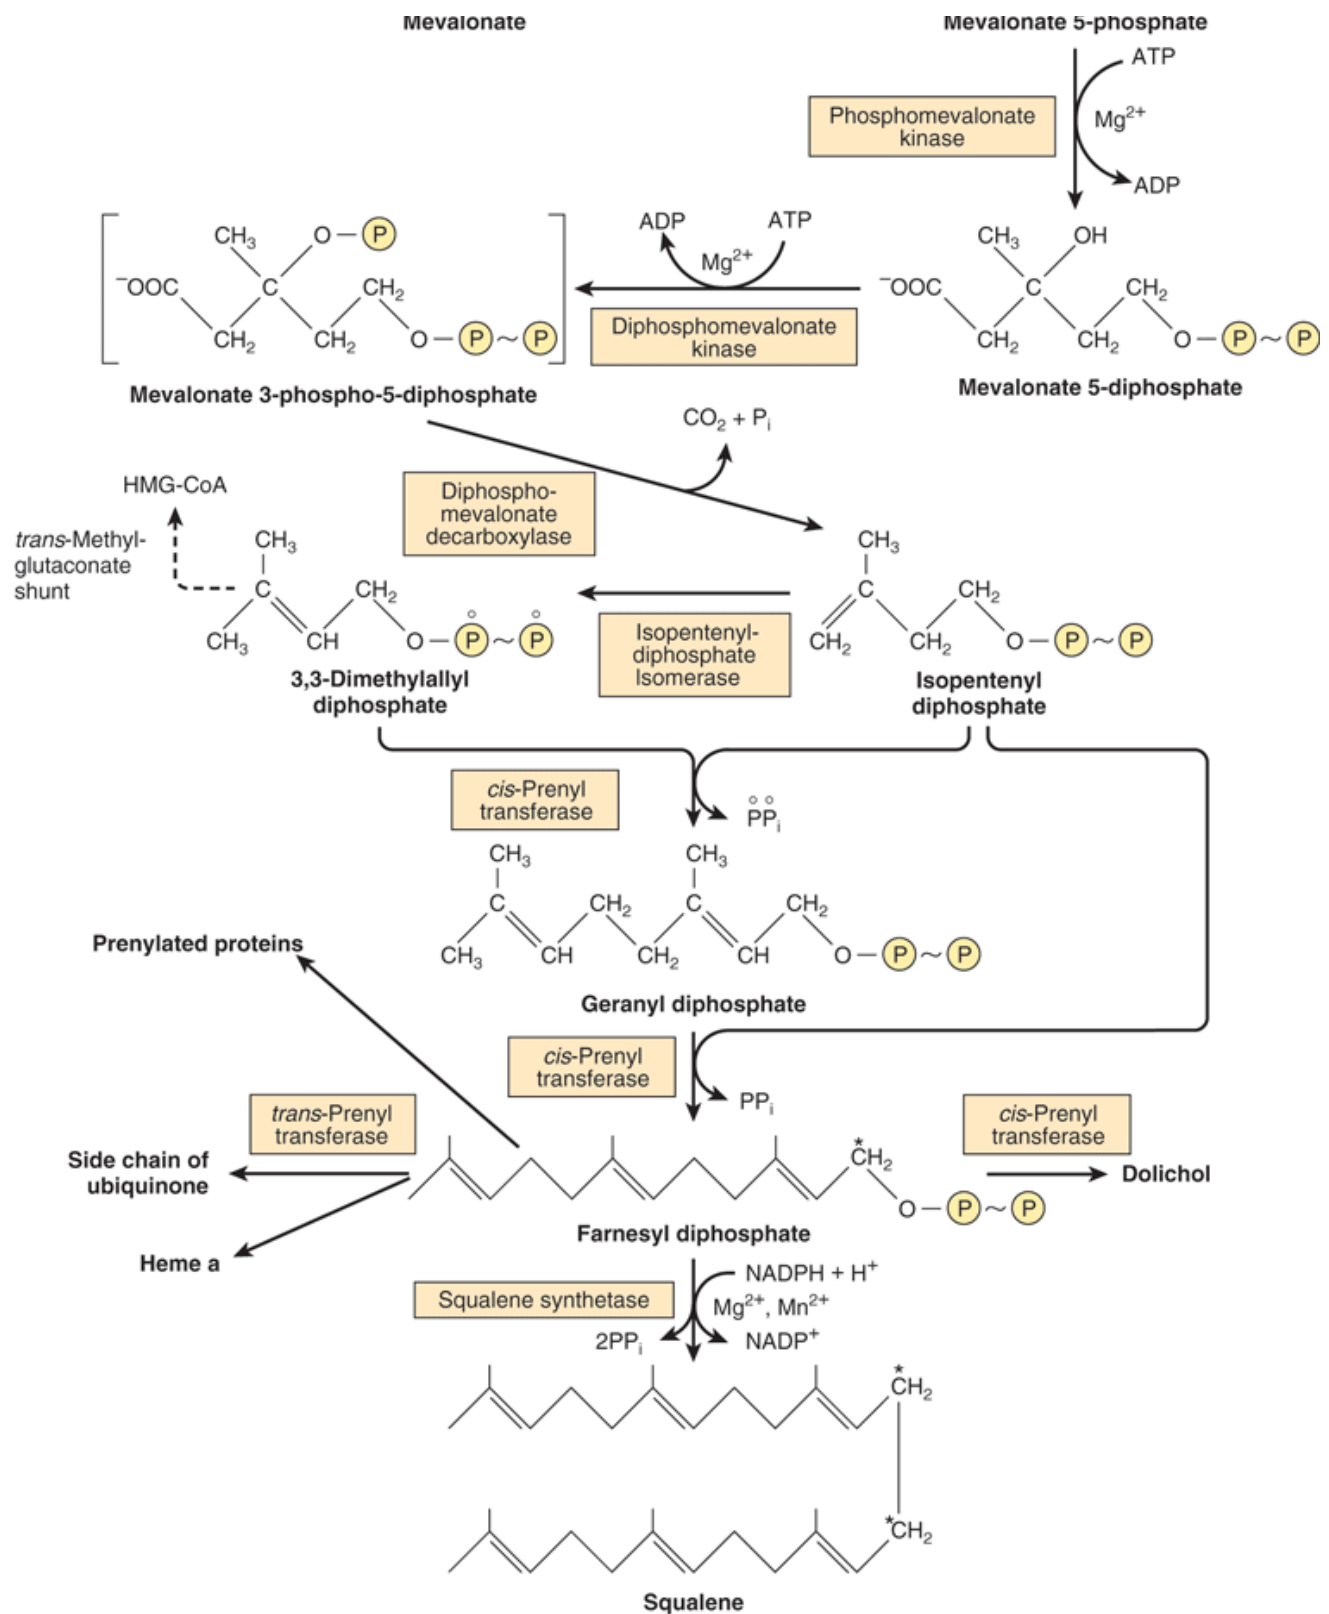 Mevalonate
Mevalonate 5-phosphate
ATP
Phosphomevalonate
kinase
Mg2+
ADP
CH3
O
P
ADP
ATP
Mg2+
CH3
OH
−OOC
C
CH2
−OOC
C
CH2
Diphosphomevalonate
kinase
CH2
CH2
O
P
~
P
CH2
CH2
O
P
~
P
Mevalonate 3-phospho-5-diphosphate
Mevalonate 5-diphosphate
CO2 + Pi
HMG-CoA
Diphospho-
mevalonate
decarboxylase
trans-Methyl-
glutaconate
shunt
CH3
C
CH2
CH3
CH
O
P
~
P
CH3
C
CH2
CH2
CH2
O
P
~
P
Isopentenyl-
diphosphate
Isomerase
3,3-Dimethylallyl
diphosphate
Isopentenyl
diphosphate
cis-Prenyl
transferase
PPi
CH3
CH3
C
CH2
C
CH2
CH3
CH
CH2
CH
O
P
~
P
Prenylated proteins
Geranyl diphosphate
cis-Prenyl
transferase
PPi
trans-Prenyl
transferase
cis-Prenyl
transferase
Side chain of
ubiquinone
*
CH2
Dolichol
O
P
~
P
Farnesyl diphosphate
Heme a
NADPH + H+
Squalene synthetase
Mg2+, Mn2+
2PPi
NADP+
*
CH2
*
CH2
Squalene